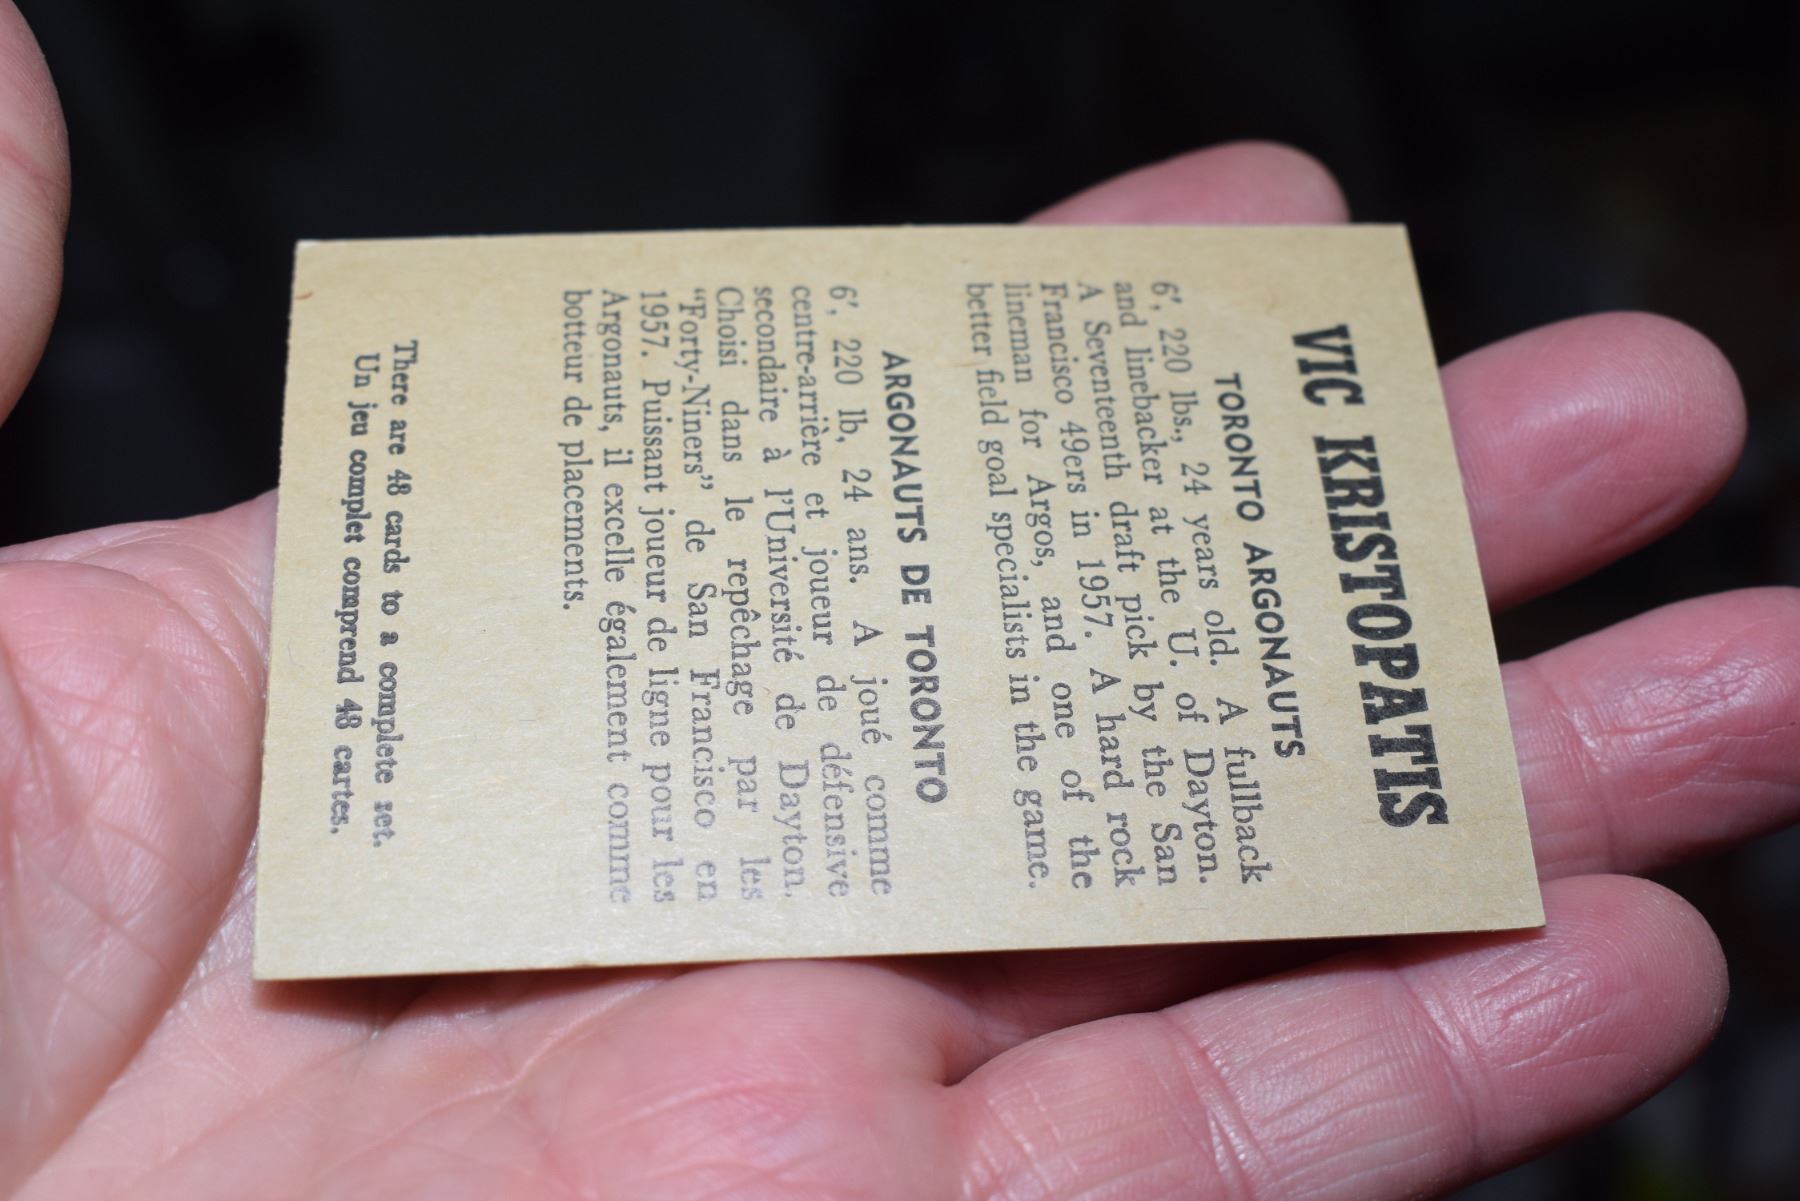 VIC KRISTOPATIS
TORONTO ARGONAUTS
6', 220 lbs., 24 years old. A fullback
and linebacker at the U. of Dayton.
A Seventeenth draft pick by the San
Francisco 49ers in 1957. A hard rock
lineman for Argos, and one of the
better field goal specialists in the game.
ARGONAUTS DE TORONTO
6', 220 lb, 24 ans. A joué comme
centre-arrière et joueur de défensive
secondaire à l'Université de Dayton.
Choisi dans le repêchage par les
“Forty-Niners” de San Francisco en
1957. Puissant joueur de ligne pour les
Argonauts, il excelle également comme
botteur de placements.
There are 48 cards to a complete set.
Un jeu complet comprend 48 cartes.